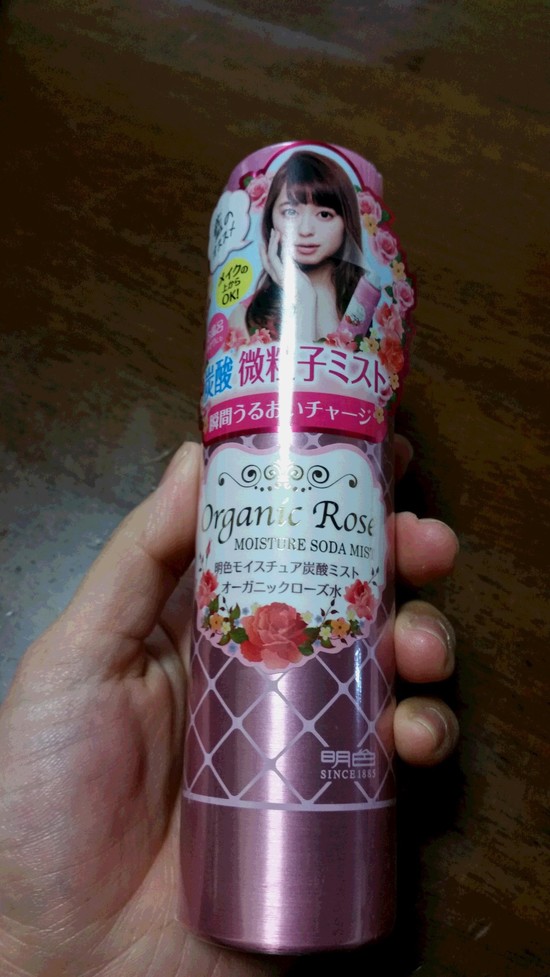 メイクの
上から
OK!
炭酸 微粒子ミスト
瞬間うるおいチャージ
Organic Rose
MOISTURE SODA MIST
明色モイスチュア炭酸ミスト
オーガニックローズ水
明色
SINCE1885